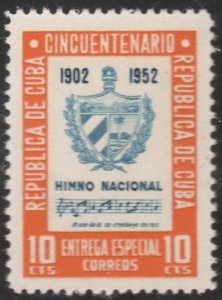 CINCUENTENARIO
REPUBLICA DE CUBA
REPUBLICA DE CUBA
1902 1952
HIMNO NACIONAL
10 CTS
ENTREGA ESPECIAL
CORREOS
10 CTS